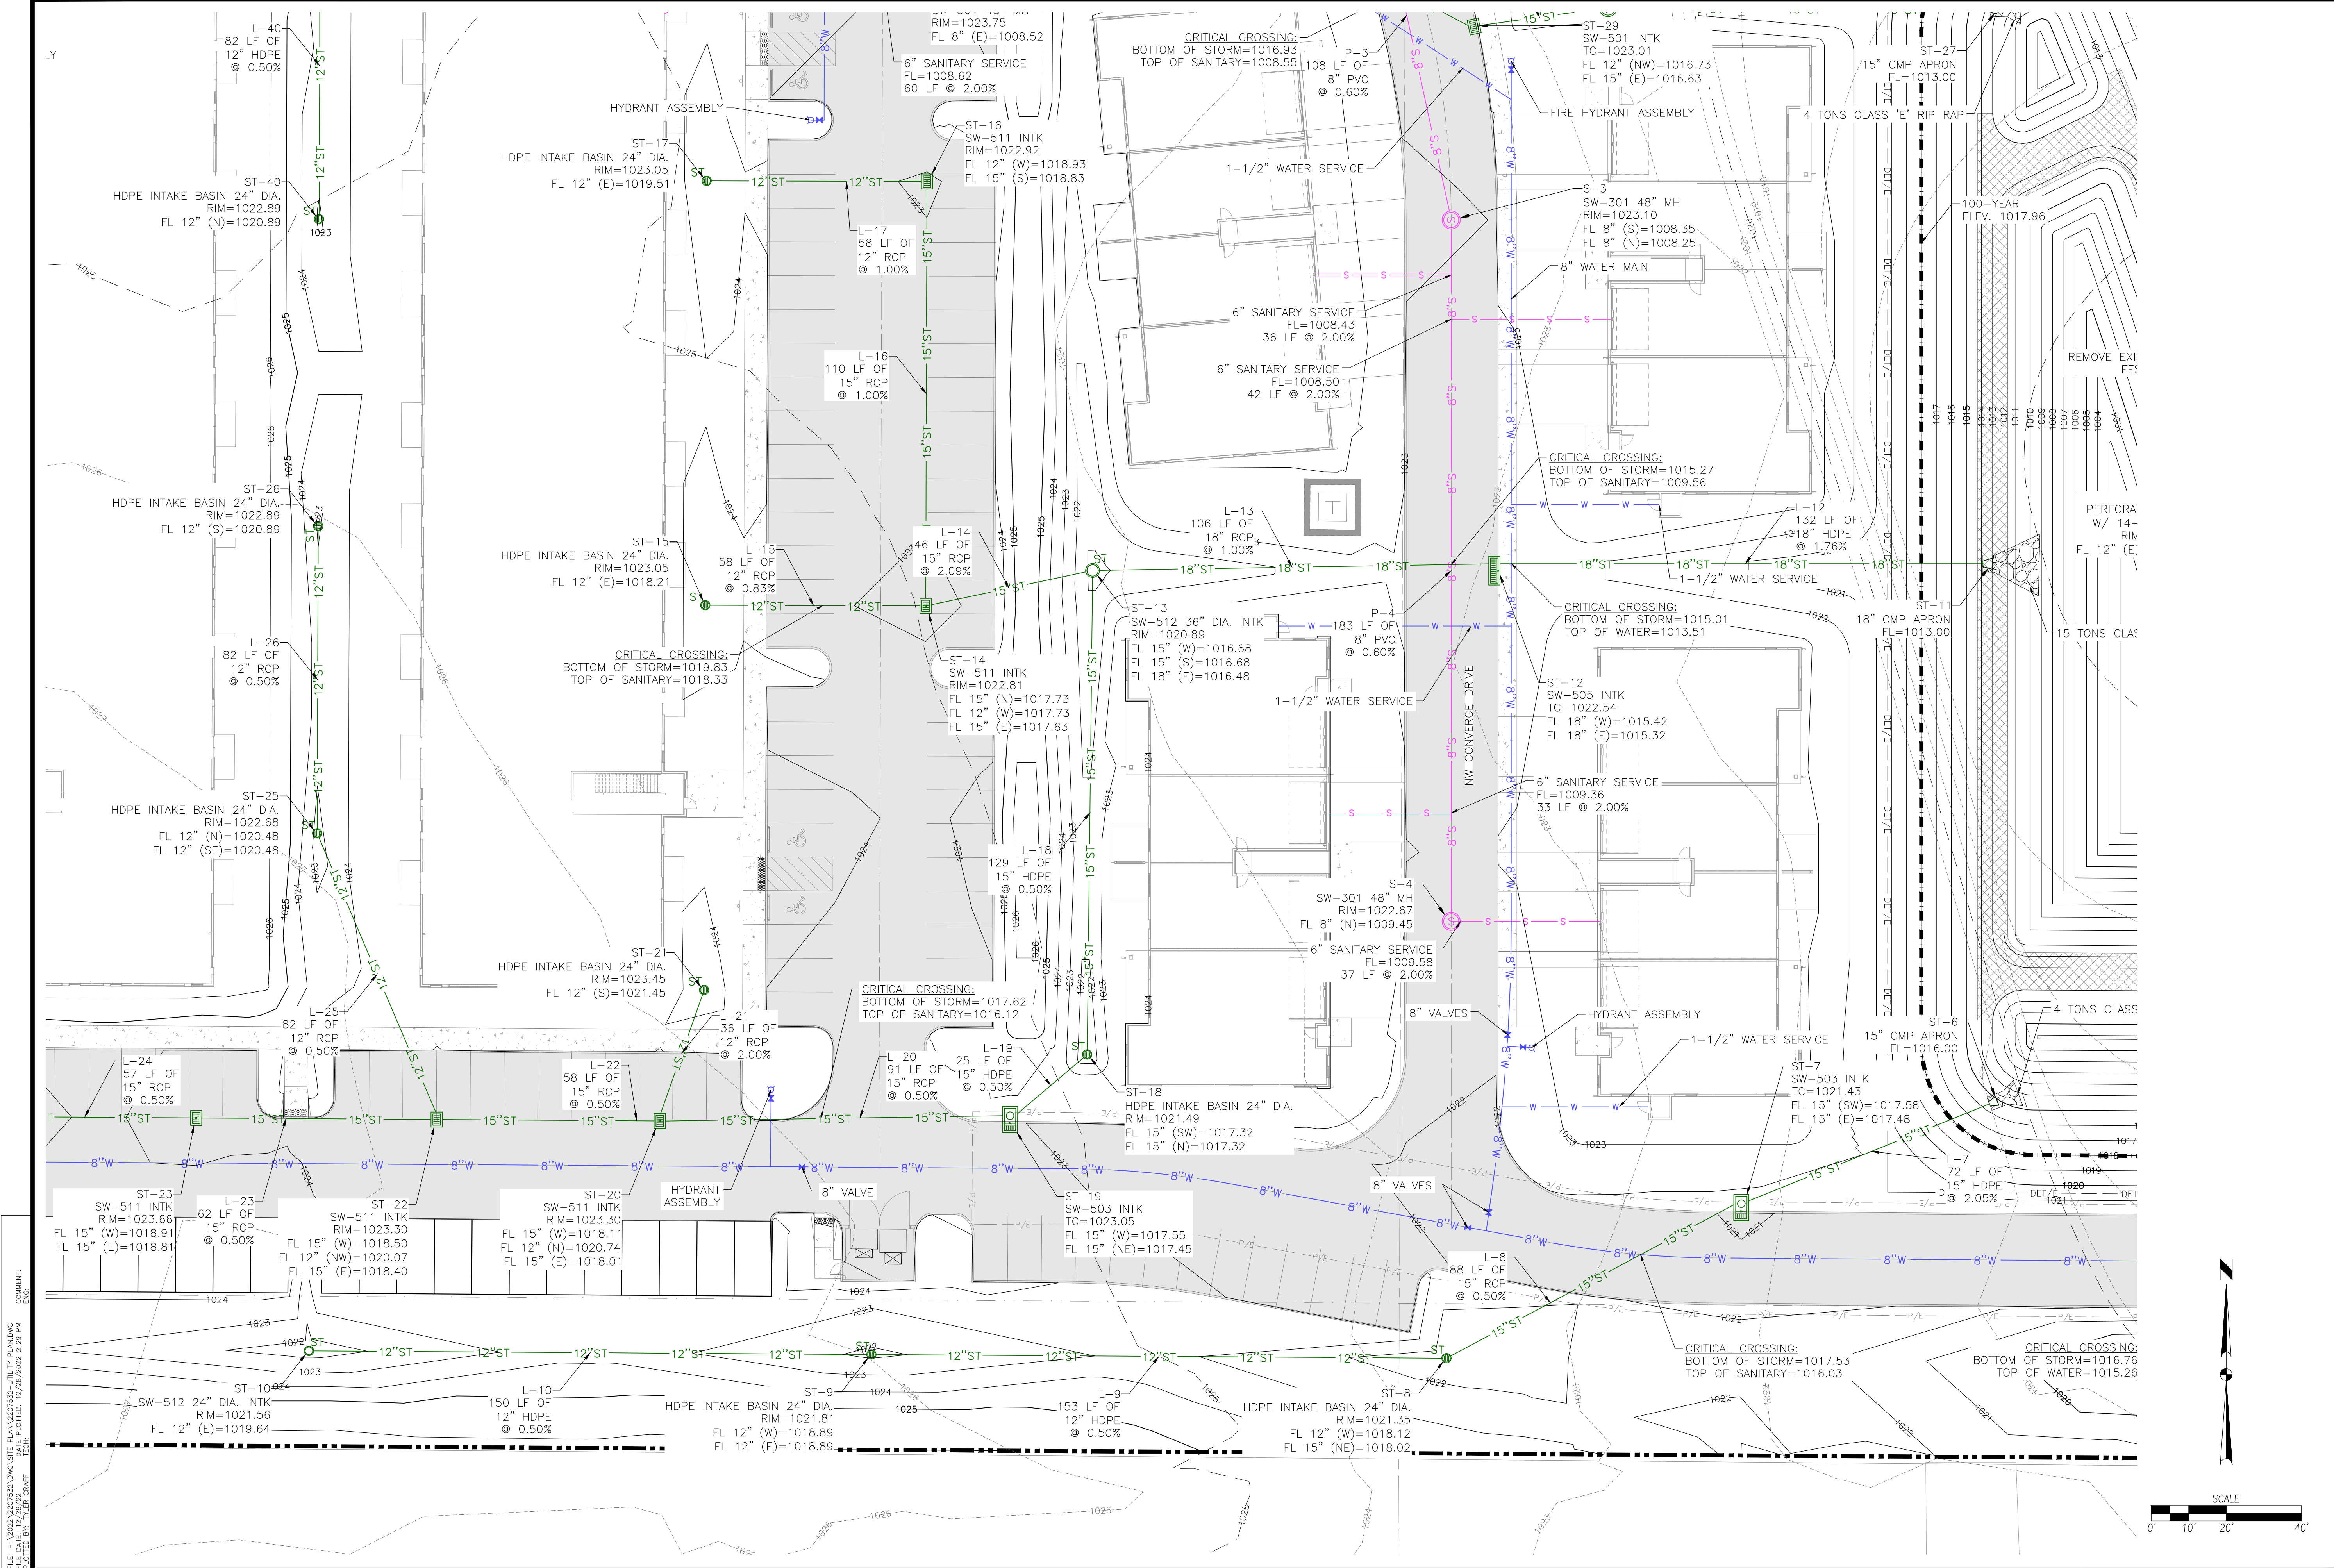 L-40
82 LF OF
12" HDPE
@ 0.50%
RIM=1023.75
FL 8" (E)=1008.52
6" SANITARY SERVICE
FL=1008.62
60 LF @ 2.00%
HYDRANT ASSEMBLY
CRITICAL CROSSING:
BOTTOM OF STORM=1016.93
TOP OF SANITARY=1008.55
P-3
108 LF OF
8" PVC
@ 0.60%
ST-29
SW-501 INTK
TC=1023.01
FL 12" (NW)=1016.73
FL 15" (E)=1016.63
ST-27
15" CMP APRON
FL=1013.00
4 TONS CLASS 'E' RIP RAP
FIRE HYDRANT ASSEMBLY
1-1/2" WATER SERVICE
ST-17
HDPE INTAKE BASIN 24" DIA.
RIM=1023.05
FL 12" (E)=1019.51
ST-16
SW-511 INTK
RIM=1022.92
FL 12" (W)=1018.93
FL 15" (S)=1018.83
ST-40
HDPE INTAKE BASIN 24" DIA.
RIM=1022.89
FL 12" (N)=1020.89
L-17
58 LF OF
12" RCP
@ 1.00%
S-3
SW-301 48" MH
RIM=1023.10
FL 8" (S)=1008.35
FL 8" (N)=1008.25
100-YEAR
ELEV. 1017.96
8" WATER MAIN
6" SANITARY SERVICE
FL=1008.43
36 LF @ 2.00%
L-16
110 LF OF
15" RCP
@ 1.00%
6" SANITARY SERVICE
FL=1008.50
42 LF @ 2.00%
REMOVE
CRITICAL CROSSING:
BOTTOM OF STORM=1015.27
TOP OF SANITARY=1009.56
ST-26
HDPE INTAKE BASIN 24" DIA.
RIM=1022.89
FL 12" (S)=1020.89
ST-15
HDPE INTAKE BASIN 24" DIA.
RIM=1023.05
FL 12" (E)=1018.21
L-15
58 LF OF
12" RCP
@ 0.83%
L-14
46 LF OF
15" RCP
@ 2.09%
L-13
106 LF OF
18" RCP
@ 1.00%
T
L-12
132 LF OF
18" HDPE
@ 1.76%
W/ 14-
FL 12" (E)
1-1/2" WATER SERVICE
ST-13
SW-512 36" DIA. INTK
RIM=1020.89
FL 15" (W)=1016.68
FL 15" (S)=1016.68
FL 18" (E)=1016.48
P-4
183 LF OF
8" PVC
@ 0.60%
CRITICAL CROSSING:
BOTTOM OF STORM=1015.01
TOP OF WATER=1013.51
ST-11
18" CMP APRON
FL=1013.00
15 TONS
L-26
82 LF OF
12" RCP
@ 0.50%
CRITICAL CROSSING:
BOTTOM OF STORM=1019.83
TOP OF SANITARY=1018.33
ST-14
SW-511 INTK
RIM=1022.81
FL 15" (N)=1017.73
FL 12" (W)=1017.73
FL 15" (E)=1017.63
1-1/2" WATER SERVICE
NW CONVERGE DRIVE
ST-12
SW-505 INTK
TC=1022.54
FL 18" (W)=1015.42
FL 18" (E)=1015.32
ST-25
HDPE INTAKE BASIN 24" DIA.
RIM=1022.68
FL 12" (N)=1020.48
FL 12" (SE)=1020.48
6" SANITARY SERVICE
FL=1009.36
33 LF @ 2.00%
L-18
129 LF OF
15" HDPE
@ 0.50%
S-4
SW-301 48" MH
RIM=1022.67
FL 8" (N)=1009.45
6" SANITARY SERVICE
FL=1009.58
37 LF @ 2.00%
ST-21
HDPE INTAKE BASIN 24" DIA.
RIM=1023.45
FL 12" (S)=1021.45
CRITICAL CROSSING:
BOTTOM OF STORM=1017.62
TOP OF SANITARY=1016.12
L-25
82 LF OF
12" RCP
@ 0.50%
L-21
36 LF OF
12" RCP
@ 2.00%
8" VALVES
HYDRANT ASSEMBLY
1-1/2" WATER SERVICE
4 TONS CLASS
ST-6
15" CMP APRON
FL=1016.00
L-24
57 LF OF
15" RCP
@ 0.50%
L-22
58 LF OF
15" RCP
@ 0.50%
L-20
91 LF OF
15" RCP
@ 0.50%
L-19
25 LF OF
15" HDPE
@ 0.50%
ST-18
HDPE INTAKE BASIN 24" DIA.
RIM=1021.49
FL 15" (SW)=1017.32
FL 15" (N)=1017.32
ST-7
SW-503 INTK
TC=1021.43
FL 15" (SW)=1017.58
FL 15" (E)=1017.48
L-7
72 LF OF
15" HDPE
@ 2.05%
ST-23
SW-511 INTK
RIM=1023.66
FL 15" (W)=1018.91
FL 15" (E)=1018.81
L-23
62 LF OF
15" RCP
@ 0.50%
ST-22
SW-511 INTK
RIM=1023.30
FL 15" (W)=1018.50
FL 12" (NW)=1020.07
FL 15" (E)=1018.40
ST-20
SW-511 INTK
RIM=1023.30
FL 15" (W)=1018.11
FL 12" (N)=1020.74
FL 15" (E)=1018.01
HYDRANT
ASSEMBLY
8" VALVE
ST-19
SW-503 INTK
TC=1023.05
FL 15" (W)=1017.55
FL 15" (NE)=1017.45
8" VALVES
L-8
88 LF OF
15" RCP
@ 0.50%
CRITICAL CROSSING:
BOTTOM OF STORM=1017.53
TOP OF SANITARY=1016.03
CRITICAL CROSSING:
BOTTOM OF STORM=1016.76
TOP OF WATER=1015.26
ST-10
SW-512 24" DIA. INTK
RIM=1021.56
FL 12" (E)=1019.64
L-10
150 LF OF
12" HDPE
@ 0.50%
ST-9
HDPE INTAKE BASIN 24" DIA.
RIM=1021.81
FL 12" (W)=1018.89
FL 12" (E)=1018.89
L-9
153 LF OF
12" HDPE
@ 0.50%
ST-8
HDPE INTAKE BASIN 24" DIA.
RIM=1021.35
FL 12" (W)=1018.12
FL 15" (NE)=1018.02
N
SCALE
0' 10' 20' 40'
FILE: H:\2022\2207532\DWG\SITE PLAN\2207532-UTILITY PLAN.DWG
FILE DATE: 12/28/22 DATE PLOTTED: 12/28/2022 2:29 PM
PLOTTED BY: TYLER CRAFF TECH:
COMMENT:
ENG: